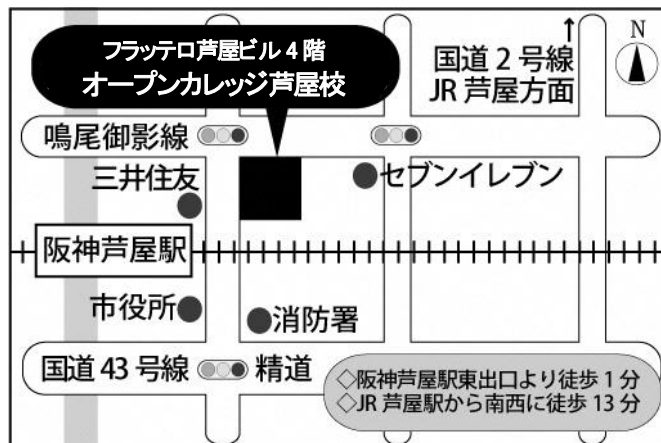 フラッテロ芦屋ビル4階
オープンカレッジ芦屋校
↑
国道2号線
JR芦屋方面
N
鳴尾御影線
三井住友
セブンイレブン
阪神芦屋駅
市役所
消防署
国道43号線
精道
◇阪神芦屋駅東出口より徒歩1分
◇JR芦屋駅から南西に徒歩13分